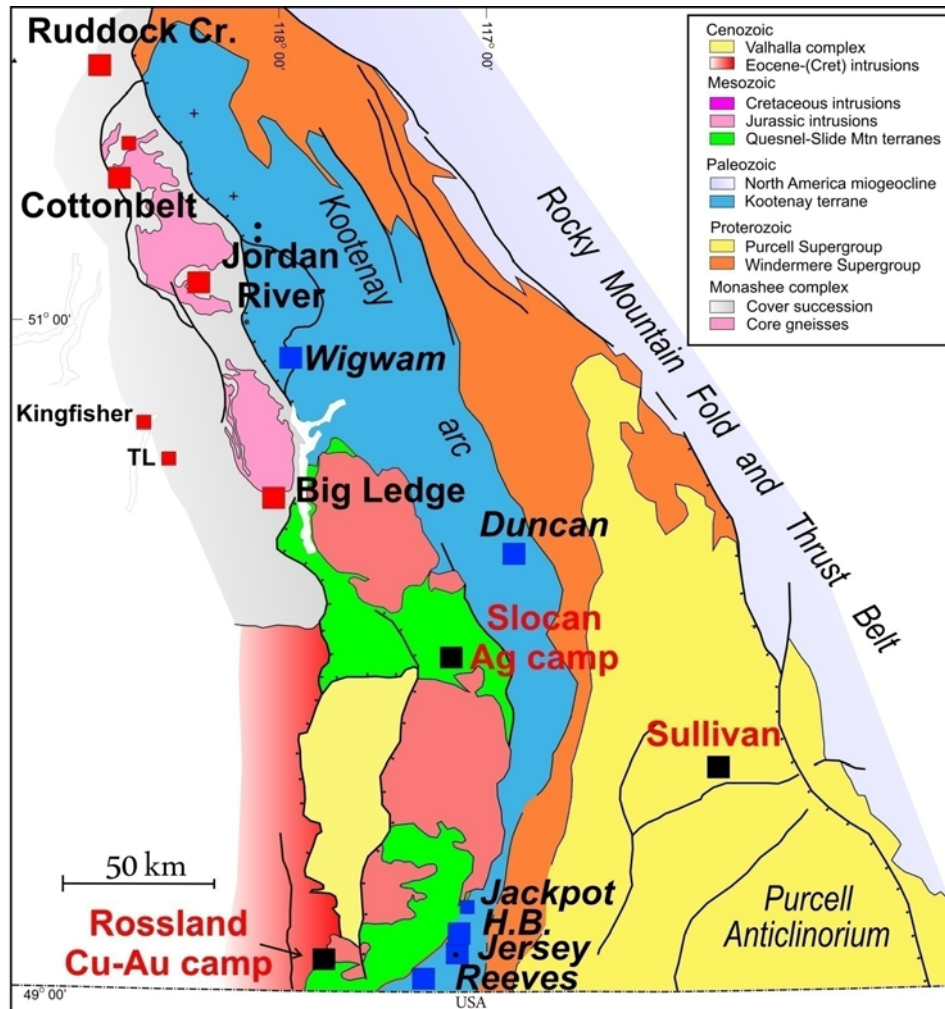 Ruddock Cr.
118° 00'
117° 00'
Cenozoic
Valhalla complex
Eocene-(Cret) intrusions
Mesozoic
Cretaceous intrusions
Jurassic intrusions
Quesnel-Slide Mtn terranes
Paleozoic
North America miogeocline
Kootenay terrane
Proterozoic
Purcell Supergroup
Windermere Supergroup
Monashee complex
Cover succession
Core gneisses
Cottonbelt
Kootenay
arc
Rocky Mountain Fold and Thrust Belt
Jordan
River
51° 00'
Wigwam
Kingfisher
TL
Big Ledge
Duncan
Slocan
Ag camp
Sullivan
50 km
Jackpot
H.B.
Jersey
Reeves
Rossland
Cu-Au camp
Purcell
Anticlinorium
49° 00'
USA